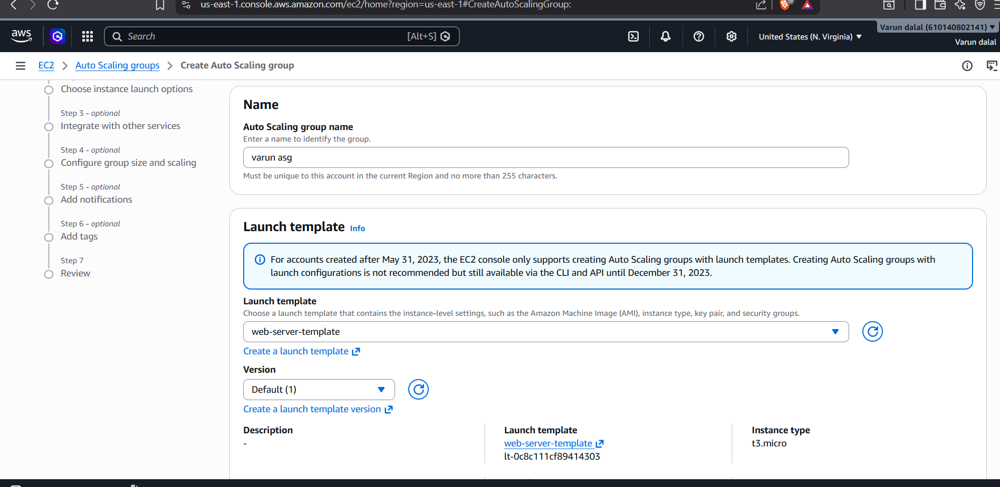 us-east-1.console.aws.amazon.com/ec2/home?region=us-east-1#CreateAutoScalingGroup:
39
aws
Search
[Alt+S]
United States (N. Virginia)
Varun dalal (610140802141)
Varun dalal
EC2 > Auto Scaling groups > Create Auto Scaling group
Choose instance launch options
Step 3 - optional
Integrate with other services
Step 4 - optional
Configure group size and scaling
Step 5 - optional
Add notifications
Step 6 - optional
Add tags
Step 7
Review
Name
Auto Scaling group name
Enter a name to identify the group.
varun asg
Must be unique to this account in the current Region and no more than 255 characters.
Launch template Info
For accounts created after May 31, 2023, the EC2 console only supports creating Auto Scaling groups with launch templates. Creating Auto Scaling groups with
launch configurations is not recommended but still available via the CLI and API until December 31, 2023.
Launch template
Choose a launch template that contains the instance-level settings, such as the Amazon Machine Image (AMI), instance type, key pair, and security groups.
web-server-template
Create a launch template
Version
Default (1)
Create a launch template version
Description
-
Launch template
web-server-template
lt-0c8c111cf89414303
Instance type
t3.micro